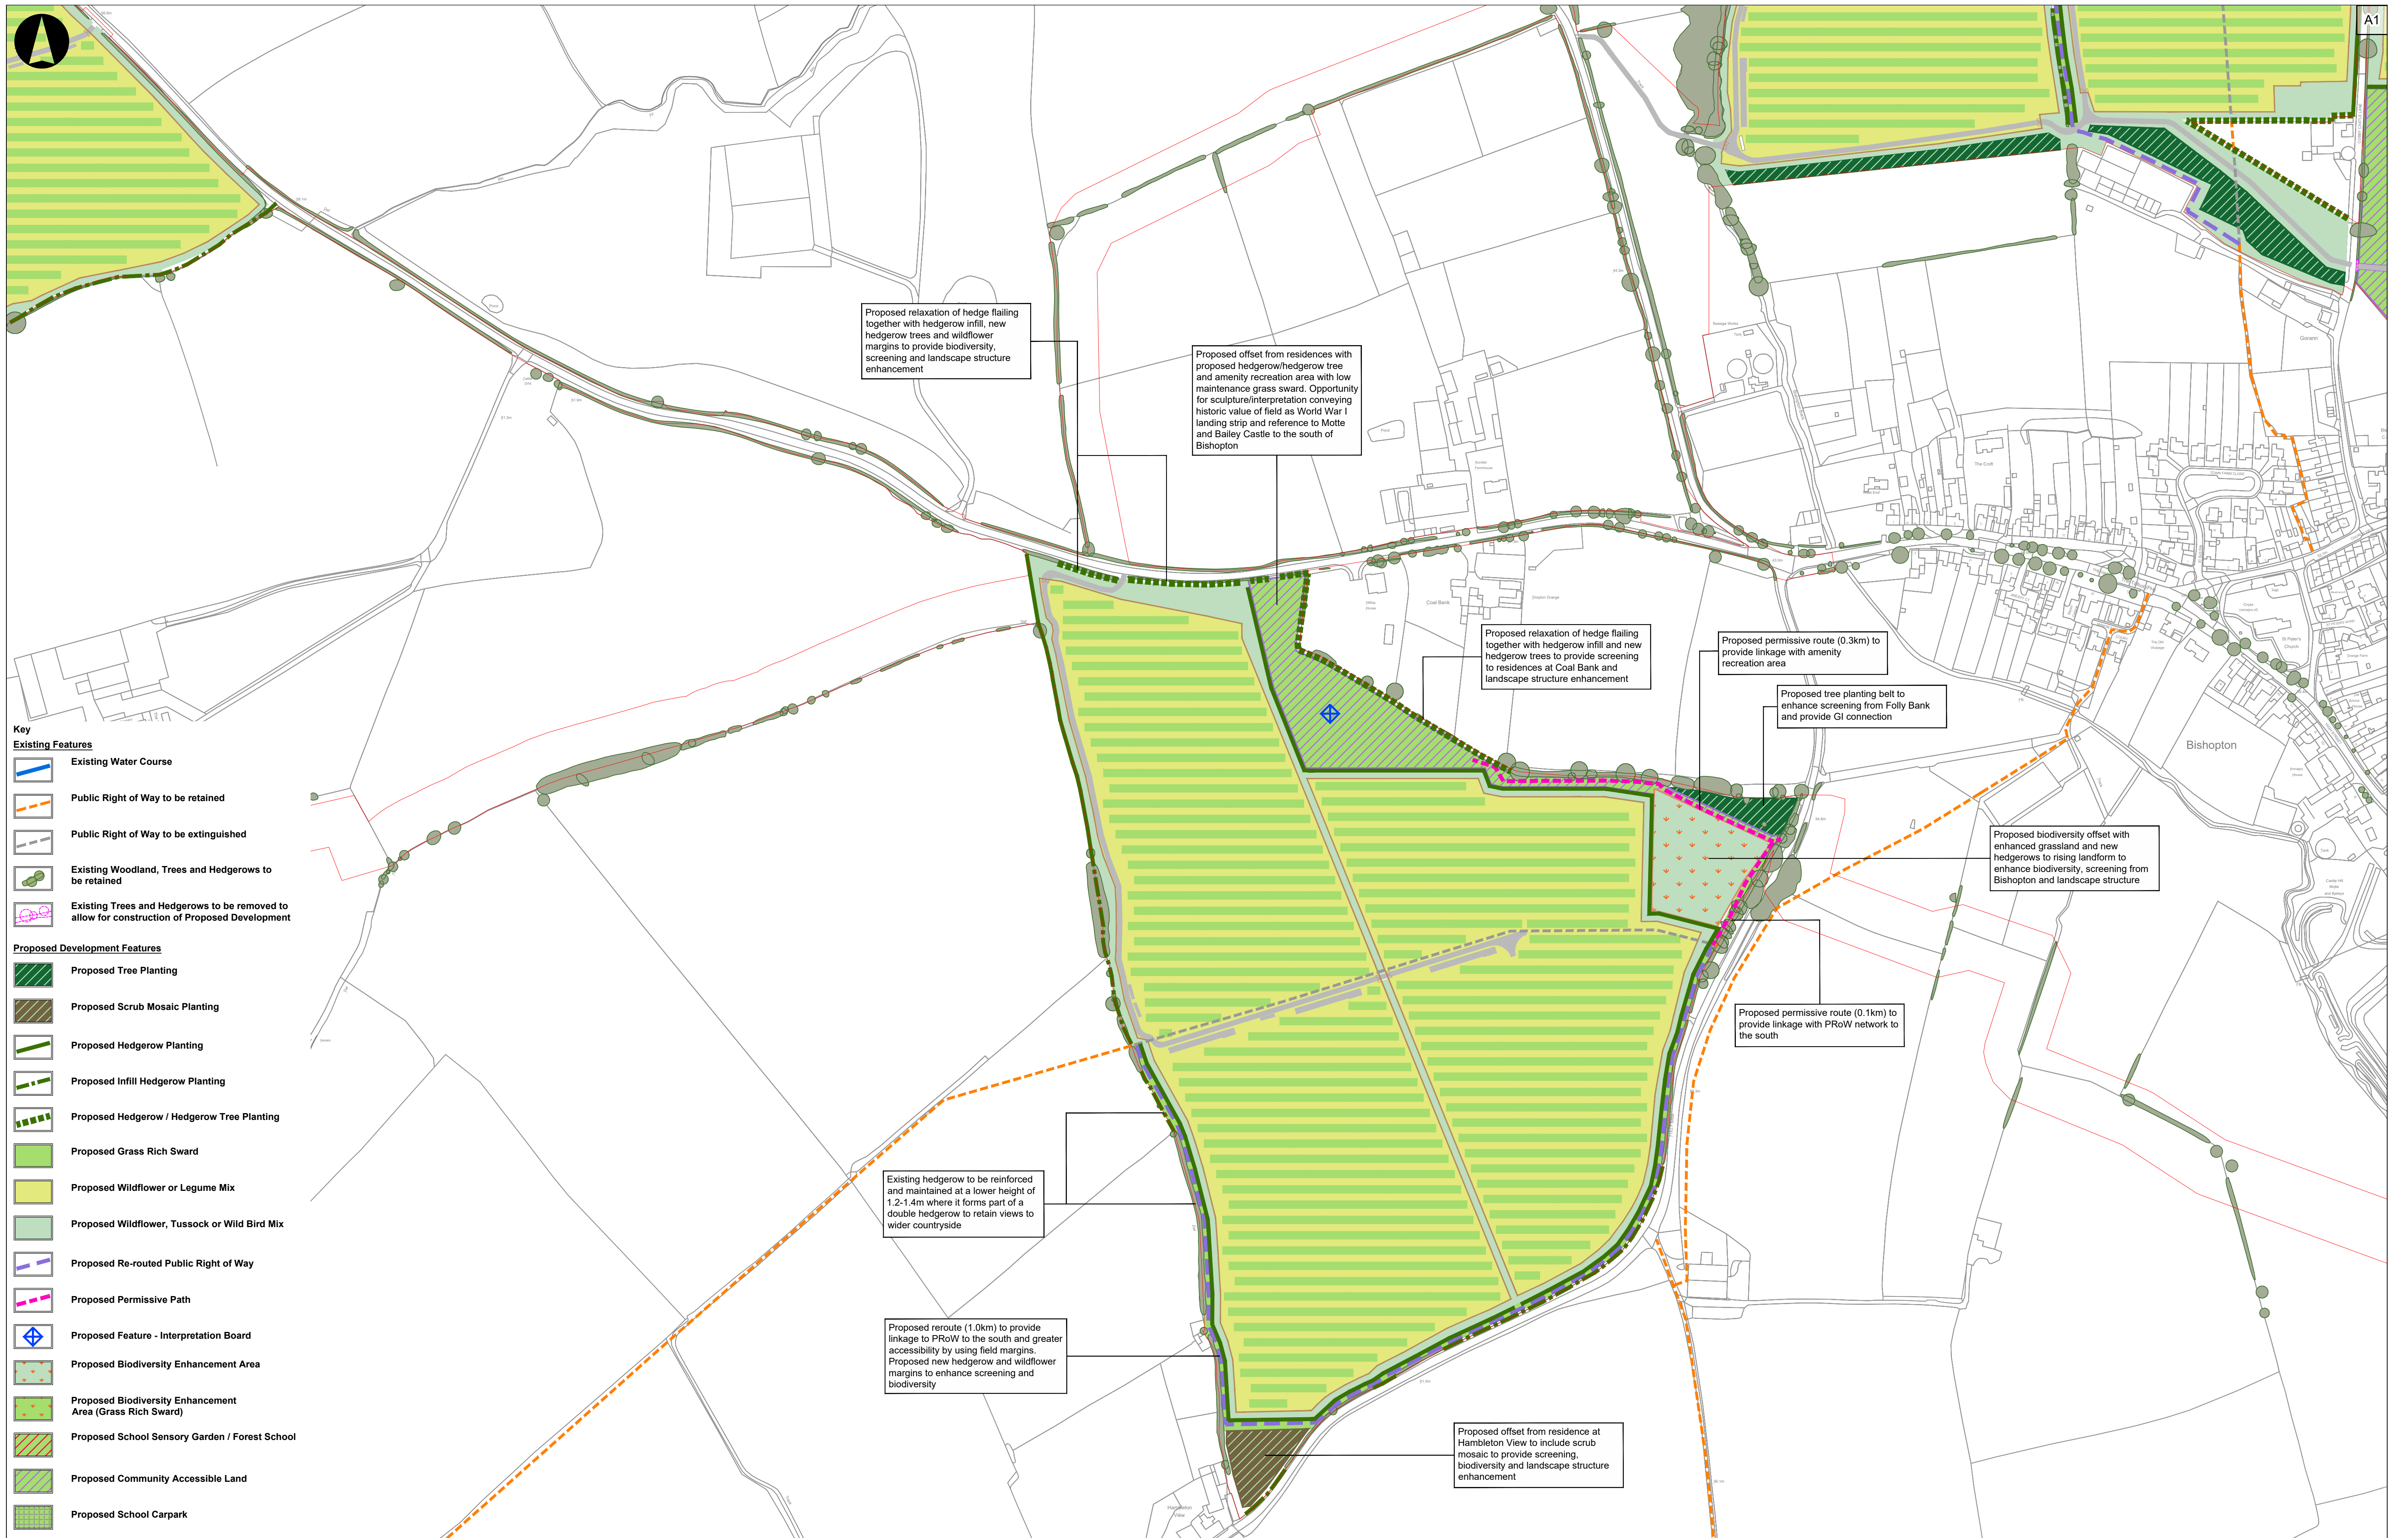 A1
Proposed relaxation of hedge flailing
together with hedgerow infill, new
hedgerow trees and wildflower
margins to provide biodiversity,
screening and landscape structure
enhancement
Proposed offset from residences with
proposed hedgerow/hedgerow tree
and amenity recreation area with low
maintenance grass sward. Opportunity
for sculpture/interpretation conveying
historic value of field as World War I
landing strip and reference to Motte
and Bailey Castle to the south of
Bishopton
Pond
Pond
Sewage Works
The Croft
Coal Bank
Proposed relaxation of hedge flailing
together with hedgerow infill and new
hedgerow trees to provide screening
to residences at Coal Bank and
landscape structure enhancement
Proposed permissive route (0.3km) to
provide linkage with amenity
recreation area
Proposed tree planting belt to
enhance screening from Folly Bank
and provide GI connection
St Peter's
Church
Bishopton
Proposed biodiversity offset with
enhanced grassland and new
hedgerows to rising landform to
enhance biodiversity, screening from
Bishopton and landscape structure
Proposed permissive route (0.1km) to
provide linkage with PRoW network to
the south
Existing hedgerow to be reinforced
and maintained at a lower height of
1.2-1.4m where it forms part of a
double hedgerow to retain views to
wider countryside
Proposed reroute (1.0km) to provide
linkage to PRoW to the south and greater
accessibility by using field margins.
Proposed new hedgerow and wildflower
margins to enhance screening and
biodiversity
Proposed offset from residence at
Hambleton View to include scrub
mosaic to provide screening,
biodiversity and landscape structure
enhancement
Hambleton
View
Key
Existing Features
Existing Water Course
Public Right of Way to be retained
Public Right of Way to be extinguished
Existing Woodland, Trees and Hedgerows to
be retained
Existing Trees and Hedgerows to be removed to
allow for construction of Proposed Development
Proposed Development Features
Proposed Tree Planting
Proposed Scrub Mosaic Planting
Proposed Hedgerow Planting
Proposed Infill Hedgerow Planting
Proposed Hedgerow / Hedgerow Tree Planting
Proposed Grass Rich Sward
Proposed Wildflower or Legume Mix
Proposed Wildflower, Tussock or Wild Bird Mix
Proposed Re-routed Public Right of Way
Proposed Permissive Path
Proposed Feature - Interpretation Board
Proposed Biodiversity Enhancement Area
Proposed Biodiversity Enhancement
Area (Grass Rich Sward)
Proposed School Sensory Garden / Forest School
Proposed Community Accessible Land
Proposed School Carpark